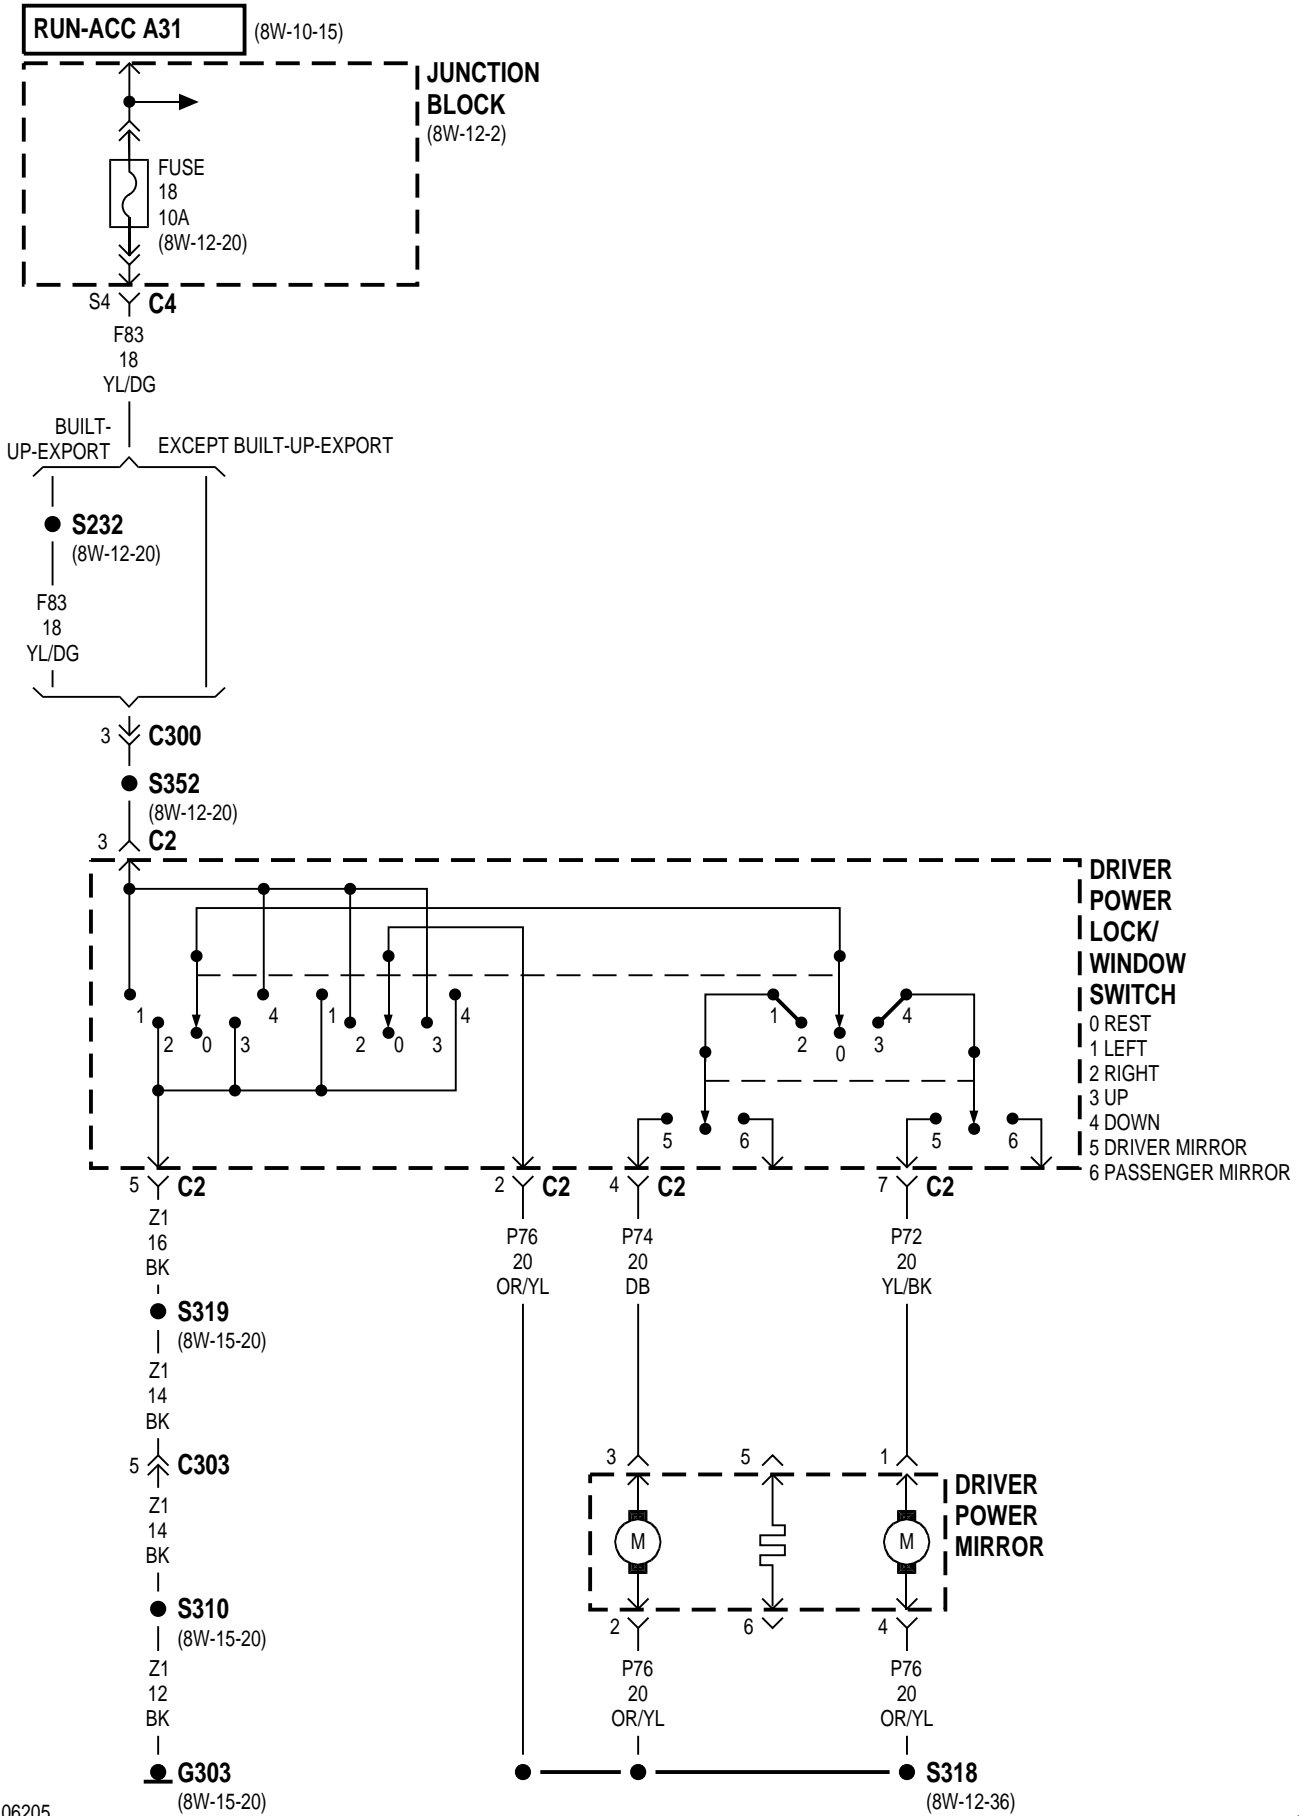 RUN-ACC A31 (8W-10-15)
JUNCTION
BLOCK
(8W-12-2)
FUSE
18
10A
(8W-12-20)
S4 C4
F83
18
YL/DG
BUILT-
UP-EXPORT
EXCEPT BUILT-UP-EXPORT
S232
(8W-12-20)
F83
18
YL/DG
3 C300
S352
(8W-12-20)
3 C2
DRIVER
POWER
LOCK/
WINDOW
SWITCH
0 REST
1 LEFT
2 RIGHT
3 UP
4 DOWN
5 DRIVER MIRROR
6 PASSENGER MIRROR
1 4 1 4 1 4
2 0 3 2 0 3 2 0 3
5 6 5 6
5 C2 2 C2 4 C2 7 C2
Z1
16
BK
P76
20
OR/YL
P74
20
DB
P72
20
YL/BK
S319
(8W-15-20)
Z1
14
BK
5 C303
3 5 1
DRIVER
POWER
MIRROR
M M
2 6 4
Z1
14
BK
S310
(8W-15-20)
Z1
12
BK
P76
20
OR/YL
P76
20
OR/YL
G303
(8W-15-20)
S318
(8W-12-36)
06205